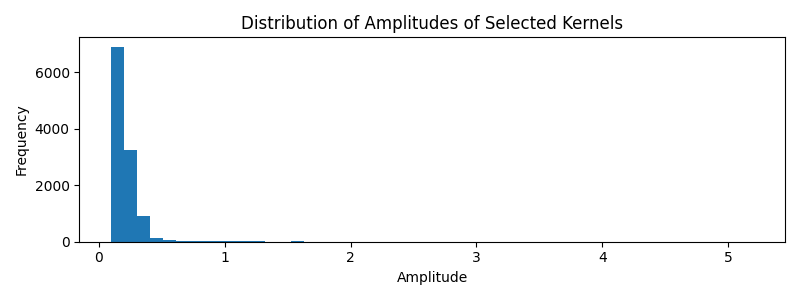 Distribution of Amplitudes of Selected Kernels
6000
4000
2000
0
Frequency
0 1 2 3 4 5
Amplitude